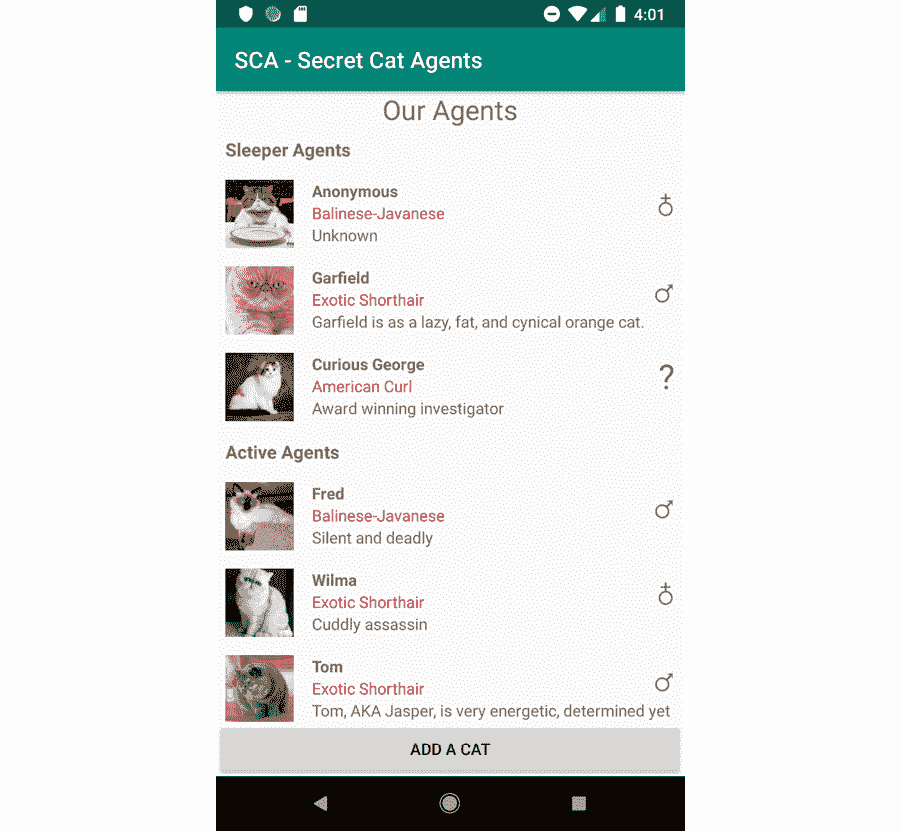 4:01
SCA - Secret Cat Agents
Our Agents
Sleeper Agents
Anonymous
Balinese-Javanese
Unknown
Garfield
Exotic Shorthair
Garfield is as a lazy, fat, and cynical orange cat.
Curious George
American Curl
?
Award winning investigator
Active Agents
Fred
Balinese-Javanese
Silent and deadly
Wilma
Exotic Shorthair
Cuddly assassin
Tom
Exotic Shorthair
Tom, AKA Jasper, is very energetic, determined yet
ADD A CAT